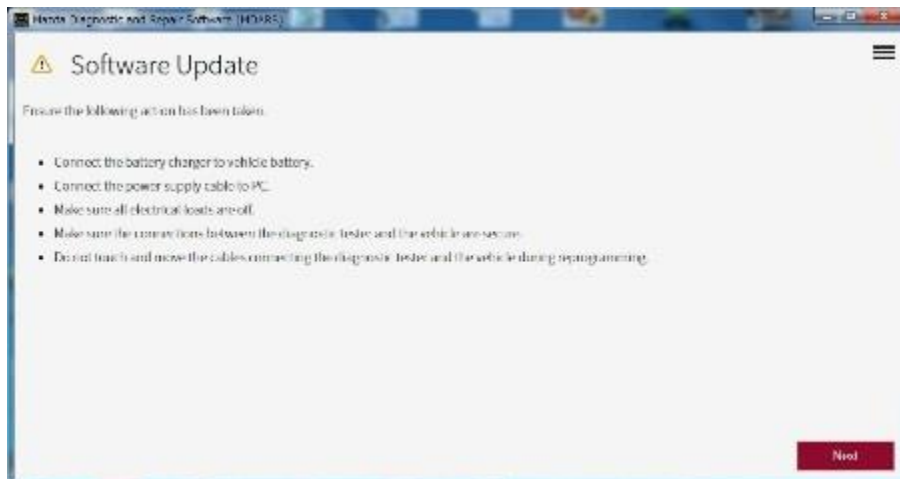 Mazda Diagnostic and Repair Software (MDARS)
Software Update
Ensure the following action has been taken.
• Connect the battery charger to vehicle battery.
• Connect the power supply cable to PC.
• Make sure all electrical loads are off.
• Make sure the connections between the diagnostic tester and the vehicle are secure.
• Do not touch and move the cables connecting the diagnostic tester and the vehicle during reprogramming.
Next